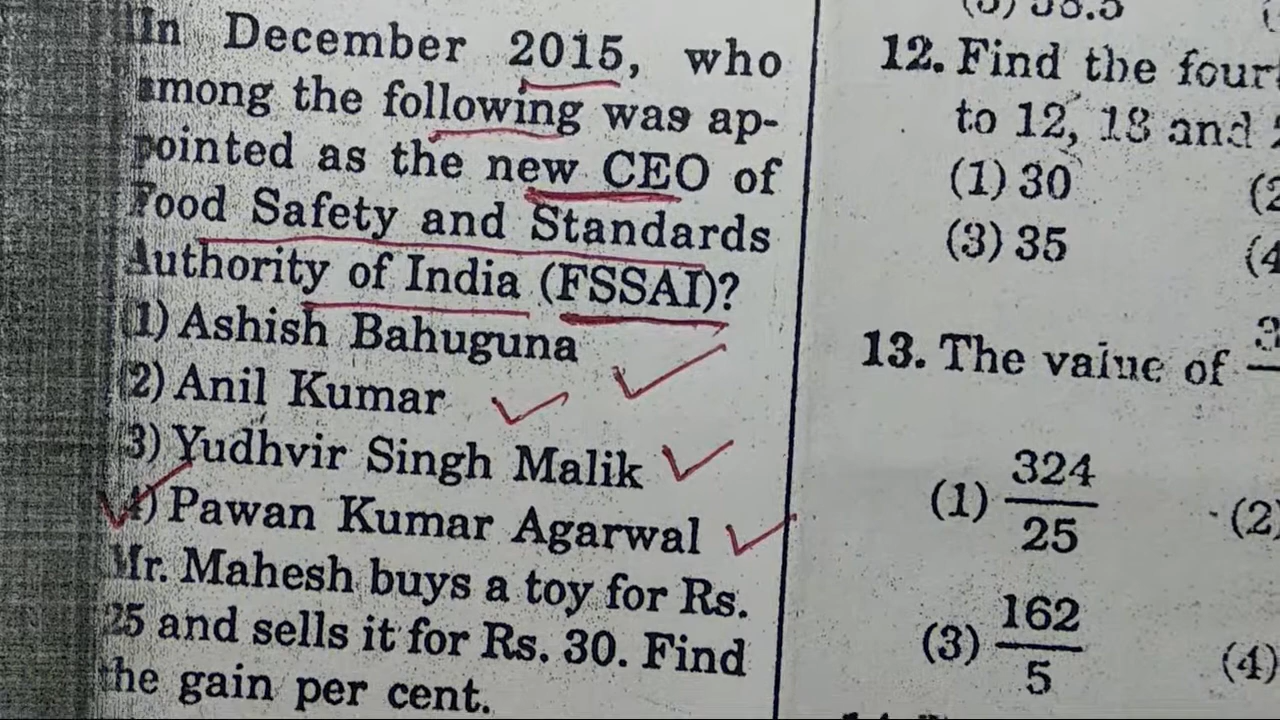 In December 2015, who
among the following was ap-
pointed as the new CEO of
Food Safety and Standards
Authority of India (FSSAI)?
(1) Ashish Bahuguna
(2) Anil Kumar
3) Yudhvir Singh Malik
4) Pawan Kumar Agarwal
Mr. Mahesh buys a toy for Rs.
25 and sells it for Rs. 30. Find
the gain per cent.
12. Find the four
to 12, 18 and
(1) 30 (2
(3) 35 (4
13. The value of
(1) 324/25 (2)
(3) 162/5 (4)